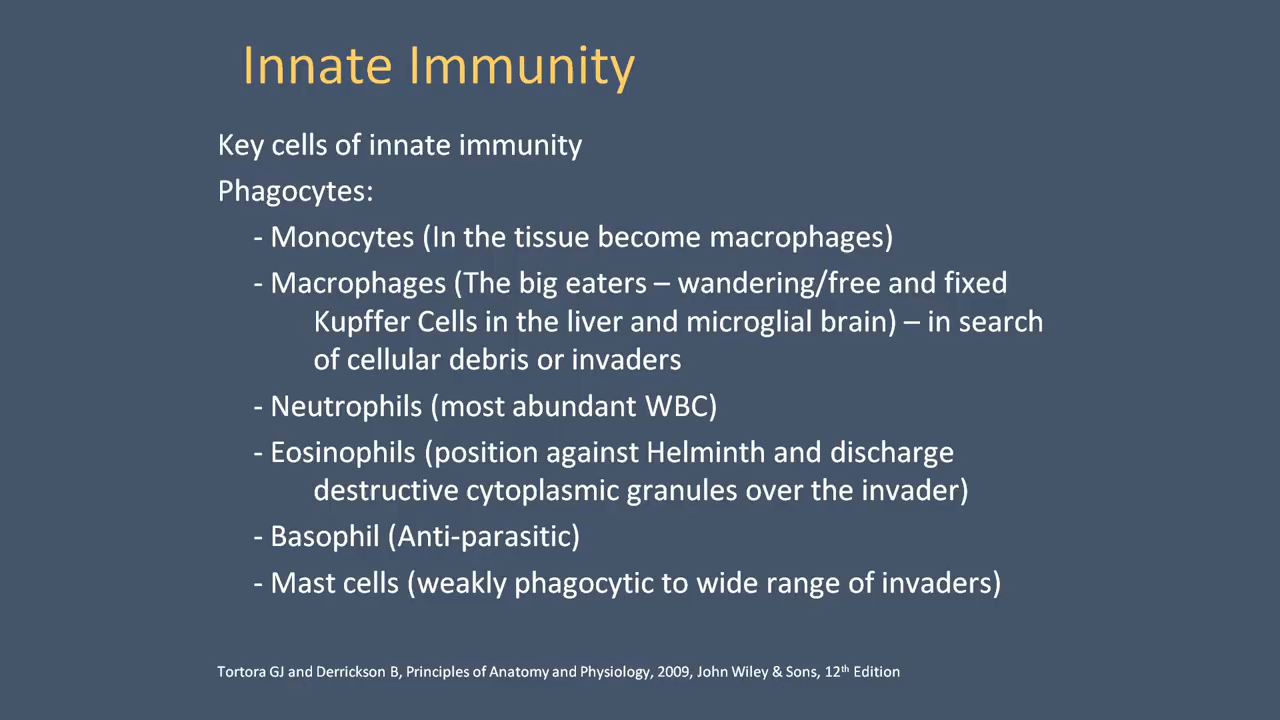 Innate Immunity
Key cells of innate immunity
Phagocytes:
- Monocytes (In the tissue become macrophages)
- Macrophages (The big eaters – wandering/free and fixed
Kupffer Cells in the liver and microglial brain) – in search
of cellular debris or invaders
- Neutrophils (most abundant WBC)
- Eosinophils (position against Helminth and discharge
destructive cytoplasmic granules over the invader)
- Basophil (Anti-parasitic)
- Mast cells (weakly phagocytic to wide range of invaders)
Tortora GJ and Derrickson B, Principles of Anatomy and Physiology, 2009, John Wiley & Sons, 12th Edition